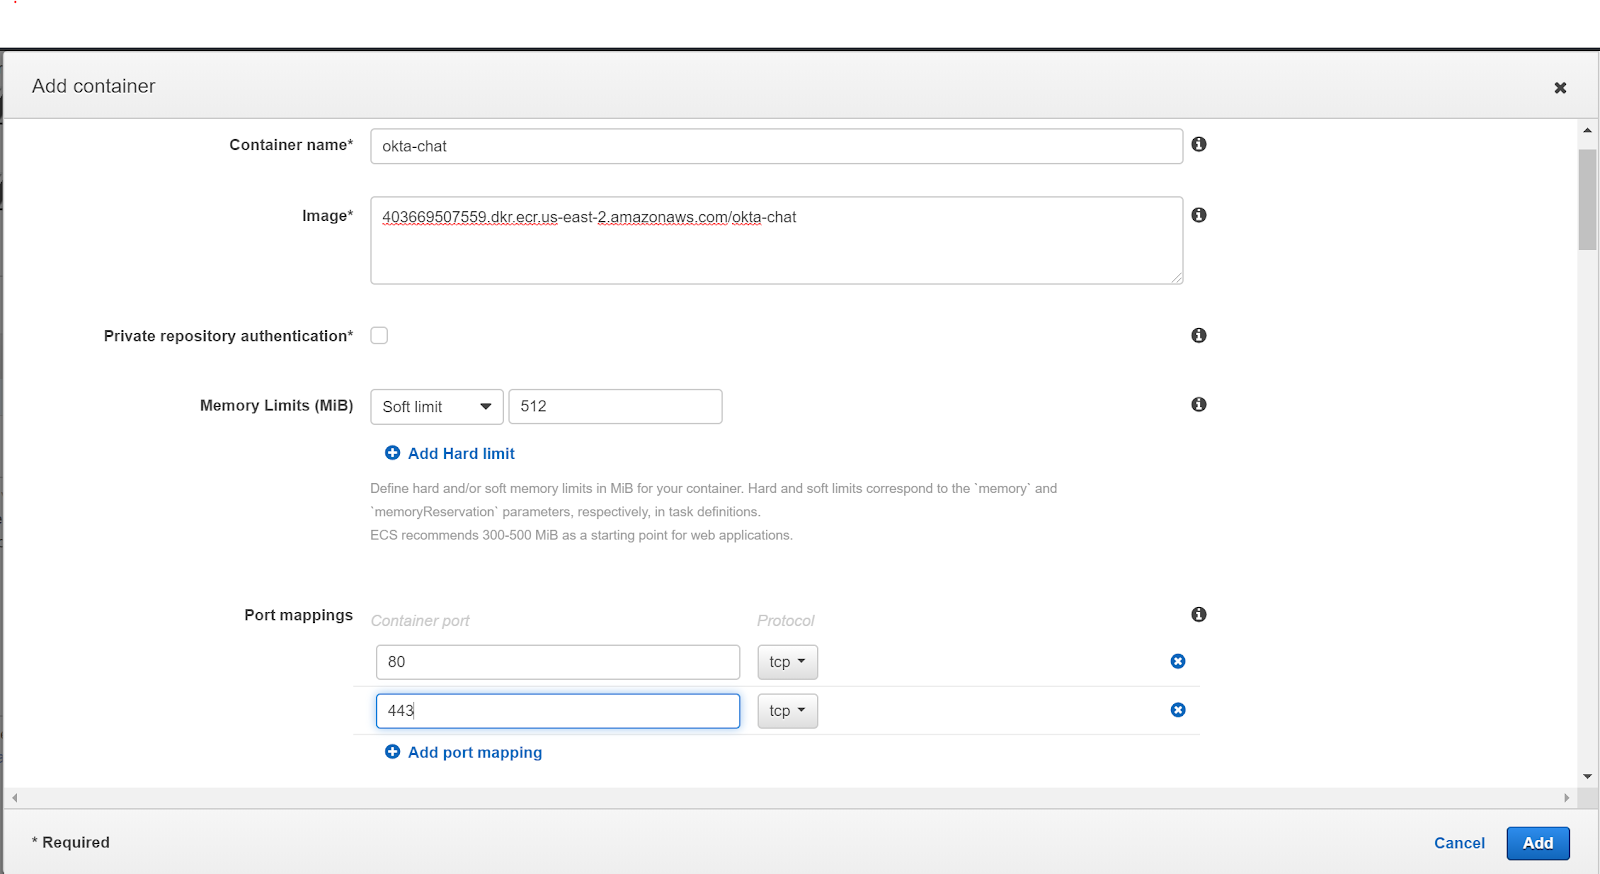 Add container
Container name*
okta-chat
Image*
403669507559.dkr.ecr.us-east-2.amazonaws.com/okta-chat
Private repository authentication*
Memory Limits (MiB)
Soft limit
512
Add Hard limit
Define hard and/or soft memory limits in MiB for your container. Hard and soft limits correspond to the `memory` and
`memoryReservation` parameters, respectively, in task definitions.
ECS recommends 300-500 MiB as a starting point for web applications.
Port mappings
Container port
Protocol
80
tcp
443
tcp
Add port mapping
* Required
Cancel
Add